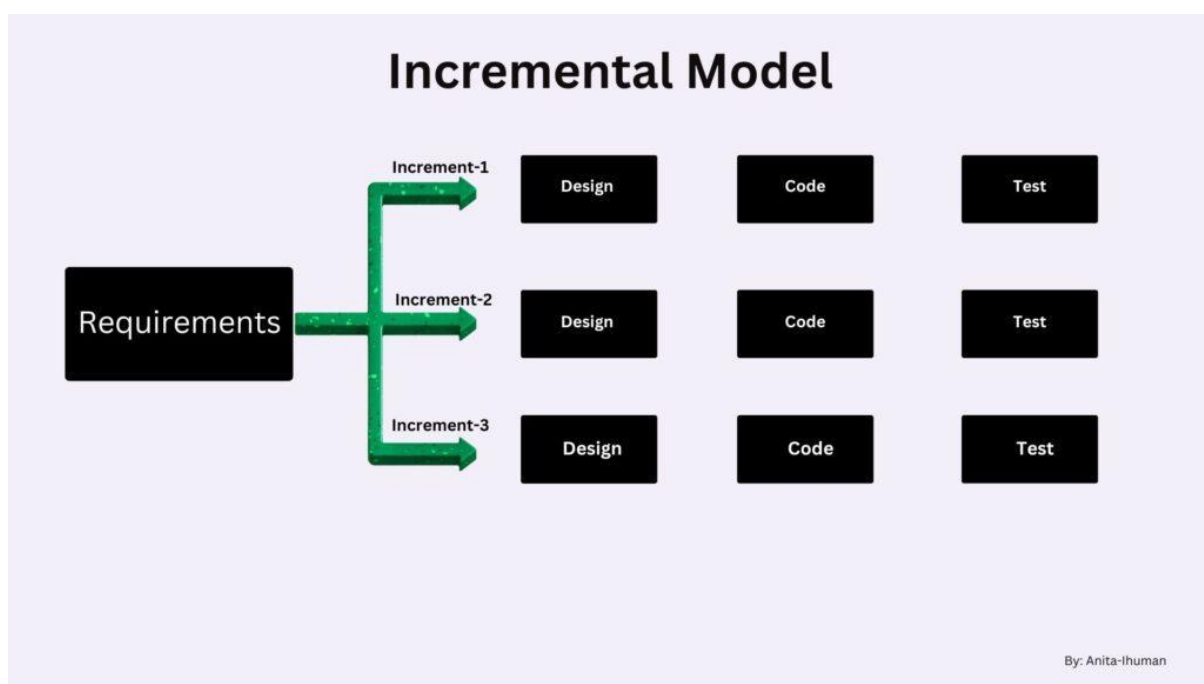 Incremental Model
Increment-1
Design
Code
Test
Requirements
Increment-2
Design
Code
Test
Increment-3
Design
Code
Test
By: Anita-Ihuman